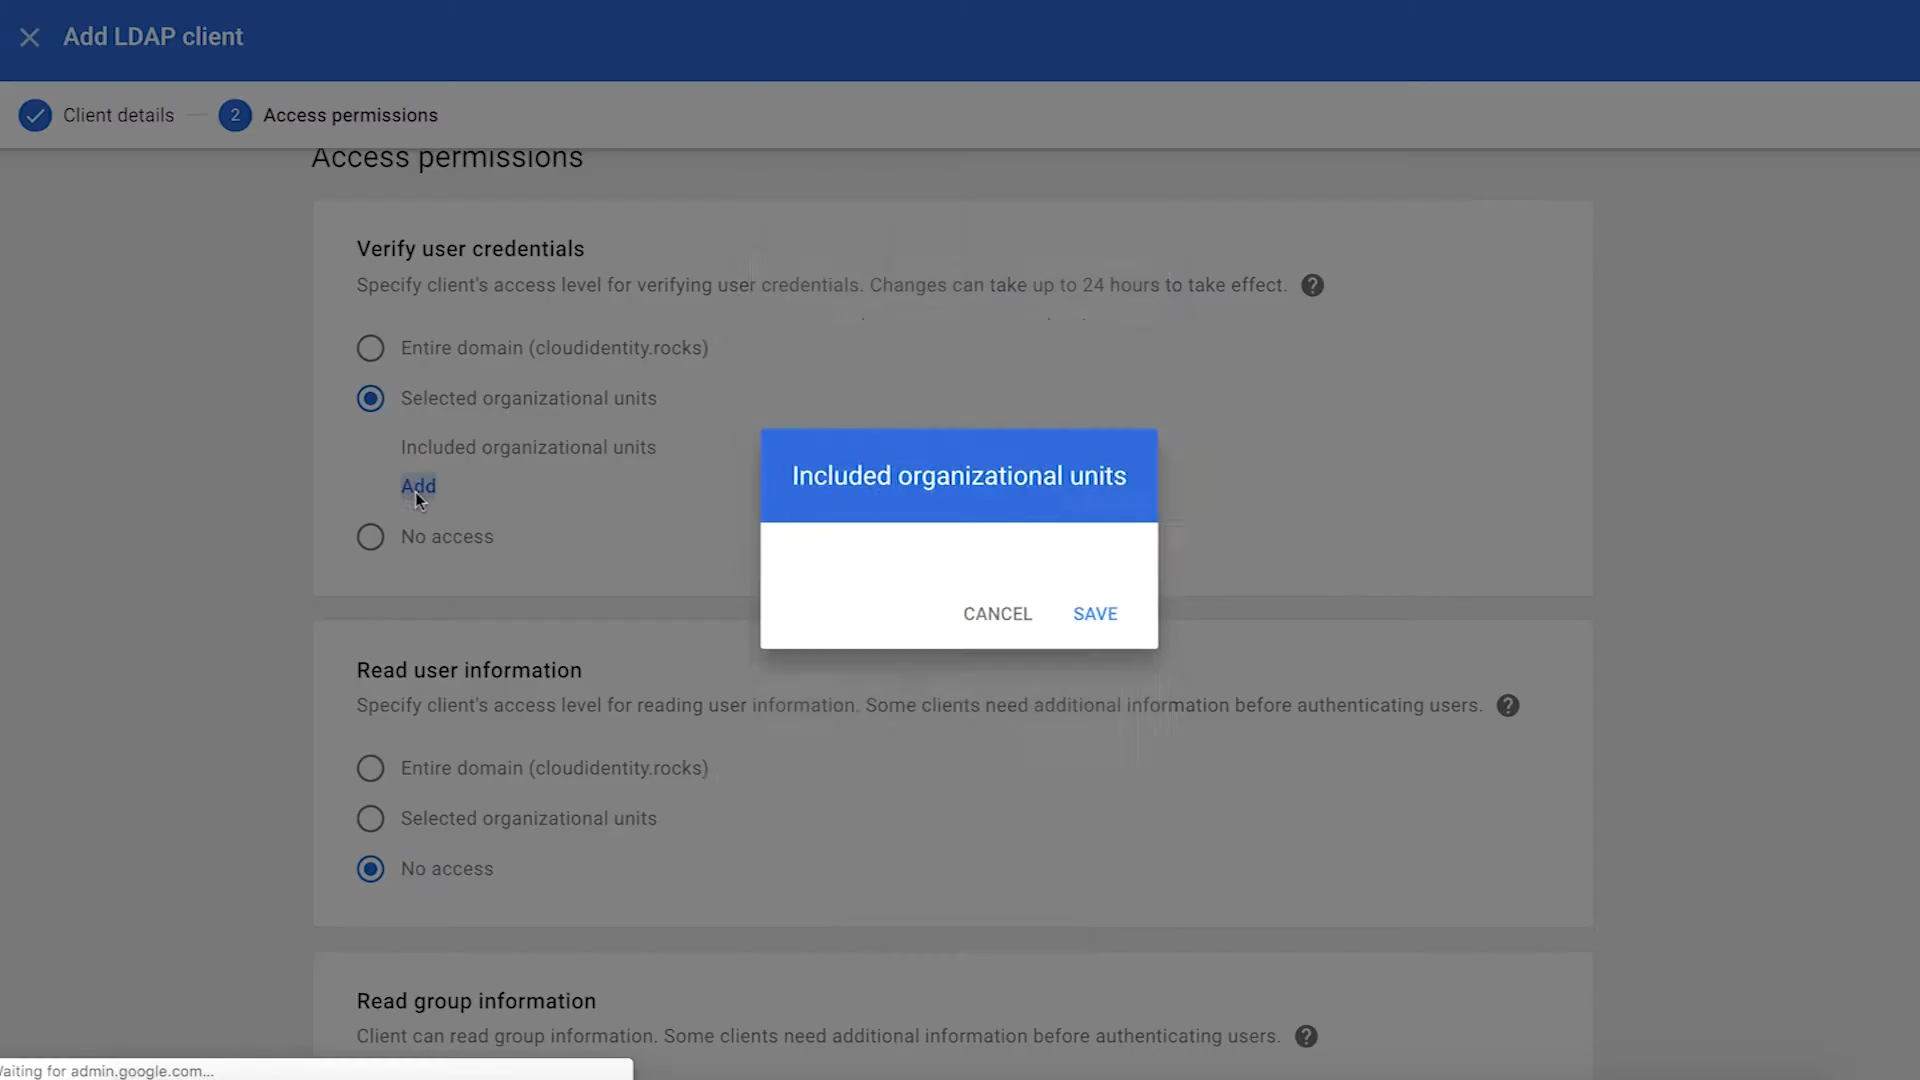 Add LDAP client
Client details
2 Access permissions
Access permissions
Verify user credentials
Specify client's access level for verifying user credentials. Changes can take up to 24 hours to take effect. ?
Entire domain (cloudidentity.rocks)
Selected organizational units
Included organizational units
Add
No access
Included organizational units
CANCEL SAVE
Read user information
Specify client's access level for reading user information. Some clients need additional information before authenticating users. ?
Entire domain (cloudidentity.rocks)
Selected organizational units
No access
Read group information
Client can read group information. Some clients need additional information before authenticating users. ?
Waiting for admin.google.com...